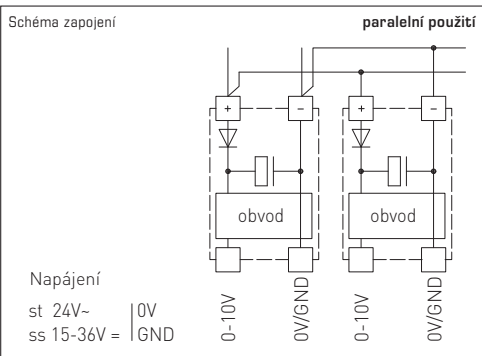 Schéma zapojení
paralelní použití
+ − + −
obvod obvod
0-10V 0V/GND 0-10V 0V/GND
Napájení
st 24V~ 0V
ss 15-36V = GND